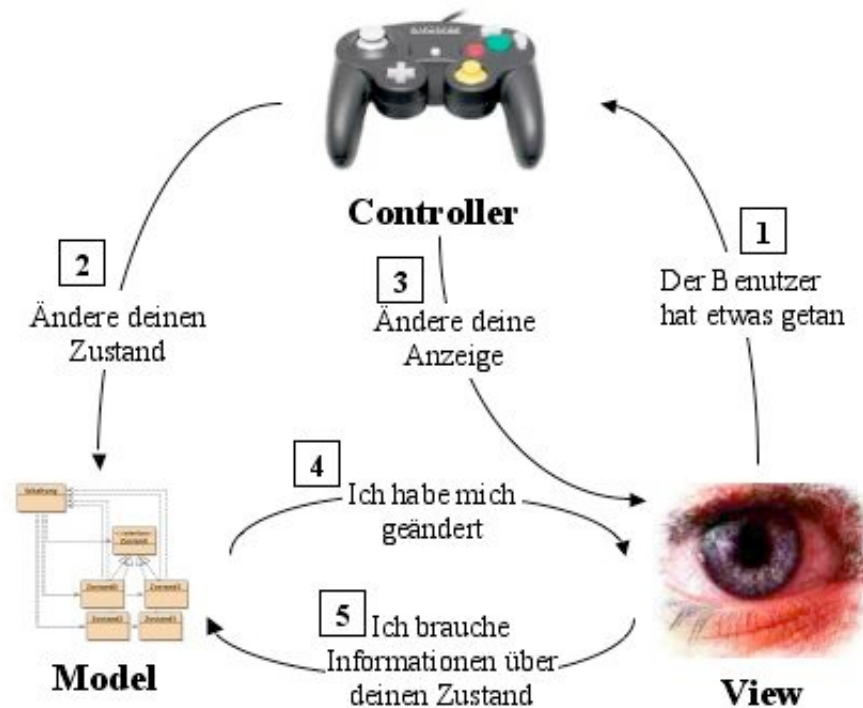 Controller
1
Der Benutzer
hat etwas getan
2
Ändere deinen
Zustand
3
Ändere deine
Anzeige
4
Ich habe mich
geändert
5
Ich brauche
Informationen über
deinen Zustand
Model
View